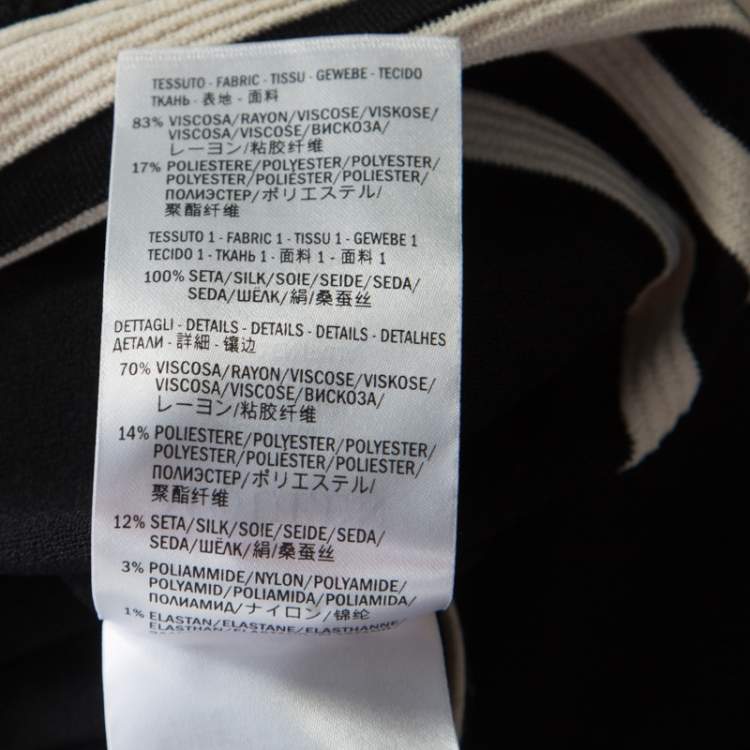 TESSUTO - FABRIC - TISSU - GEWEBE - TECIDO
ТКАНЬ - 表地 - 面料
83% VISCOSA/RAYON/VISCOSE/VISKOSE/
VISCOSA/VISCOSE/ВИСКОЗА/
レーヨン/粘胶纤维
17% POLIESTERE/POLYESTER/POLYESTER/
POLYESTER/POLIÉSTER/POLIESTER/
ПОЛИЭСТЕР/ポリエステル/
聚酯纤维
TESSUTO 1 - FABRIC 1 - TISSU 1 - GEWEBE 1
TECIDO 1 - ТКАНЬ 1 - 面料 1 - 面料 1
100% SETA/SILK/SOIE/SEIDE/SEDA/
SEDA/ШЁЛК/絹/桑蚕丝
DETTAGLI - DETAILS - DETAILS - DETAILS - DETALHES
ДЕТАЛИ - 詳細 - 镶边
70% VISCOSA/RAYON/VISCOSE/VISKOSE/
VISCOSA/VISCOSE/ВИСКОЗА/
レーヨン/粘胶纤维
14% POLIESTERE/POLYESTER/POLYESTER/
POLYESTER/POLIÉSTER/POLIESTER/
ПОЛИЭСТЕР/ポリエステル/
聚酯纤维
12% SETA/SILK/SOIE/SEIDE/SEDA/
SEDA/ШЁЛК/絹/桑蚕丝
3% POLIAMMIDE/NYLON/POLYAMIDE/
POLYAMID/POLIAMIDA/POLIAMIDA/
ПОЛИАМИД/ナイロン/锦纶
1% ELASTAN/ELASTANE/ELASTHANNE/
ELASTHAN/ELASTANO/ELASTANE/